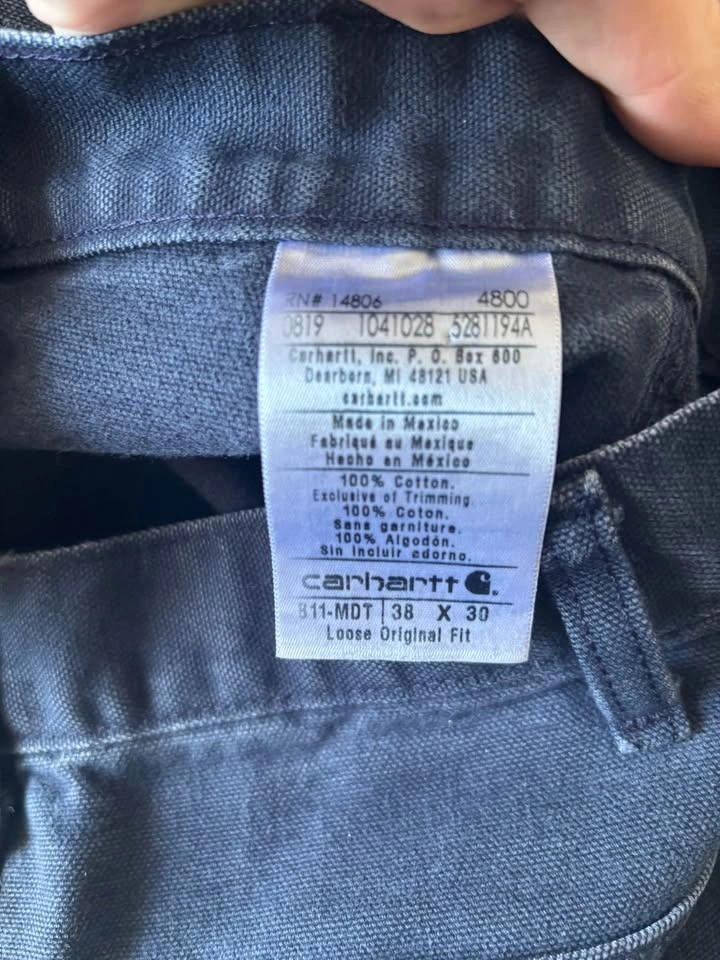 RN# 14806 4800
0819 1041028 5281194A
Carhartt, Inc. P. O. Box 600
Dearborn, MI 48121 USA
carhartt.com
Made in Mexico
Fabriqué au Mexique
Hecho en México
100% Cotton.
Exclusive of Trimming.
100% Coton.
Sans garniture.
100% Algodón.
Sin incluir adorno.
carhartt
B11-MDT 38 X 30
Loose Original Fit